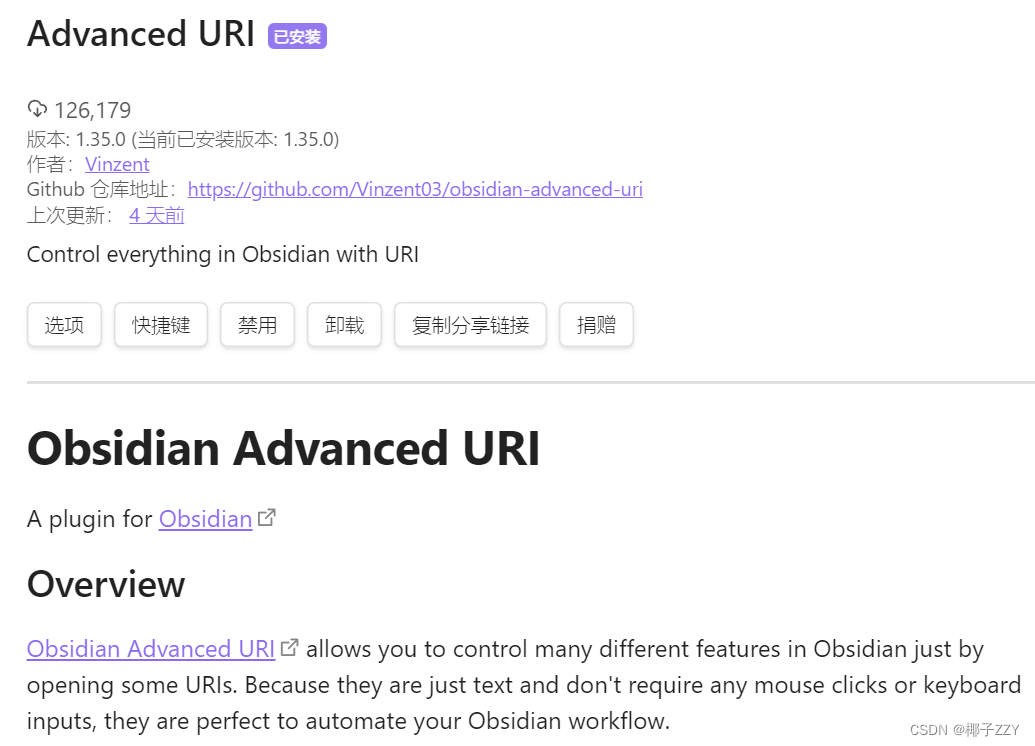 Advanced URI 已安装
126,179
版本: 1.35.0 (当前已安装版本: 1.35.0)
作者：Vinzent
Github 仓库地址：https://github.com/Vinzent03/obsidian-advanced-uri
上次更新： 4 天前
Control everything in Obsidian with URI
选项 快捷键 禁用 卸载 复制分享链接 捐赠
Obsidian Advanced URI
A plugin for Obsidian
Overview
Obsidian Advanced URI allows you to control many different features in Obsidian just by
opening some URIs. Because they are just text and don't require any mouse clicks or keyboard
inputs, they are perfect to automate your Obsidian workflow.
CSDN @椰子ZZY